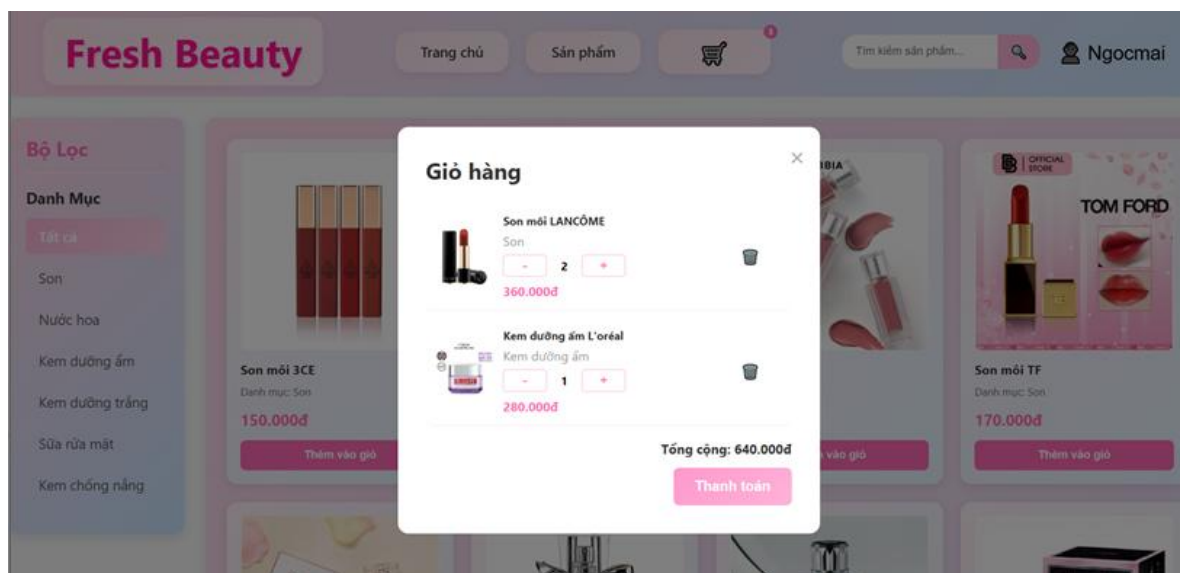 Fresh Beauty
Trang chủ
Sản phẩm
Tìm kiếm sản phẩm...
Ngocmai
Bộ Lọc
Danh Mục
Tất cả
Son
Nước hoa
Kem dưỡng ẩm
Kem dưỡng trắng
Sữa rửa mặt
Kem chống nắng
Son môi 3CE
Danh mục: Son
150.000đ
Thêm vào giỏ
Giỏ hàng
×
Son môi LANCÔME
Son
- 2 +
360.000đ
Kem dưỡng ẩm L'oréal
Kem dưỡng ẩm
- 1 +
280.000đ
Tổng cộng: 640.000đ
Thanh toán
BIA
vào giỏ
OFFICIAL
STORE
TOM FORD
Son môi TF
Danh mục: Son
170.000đ
Thêm vào giỏ